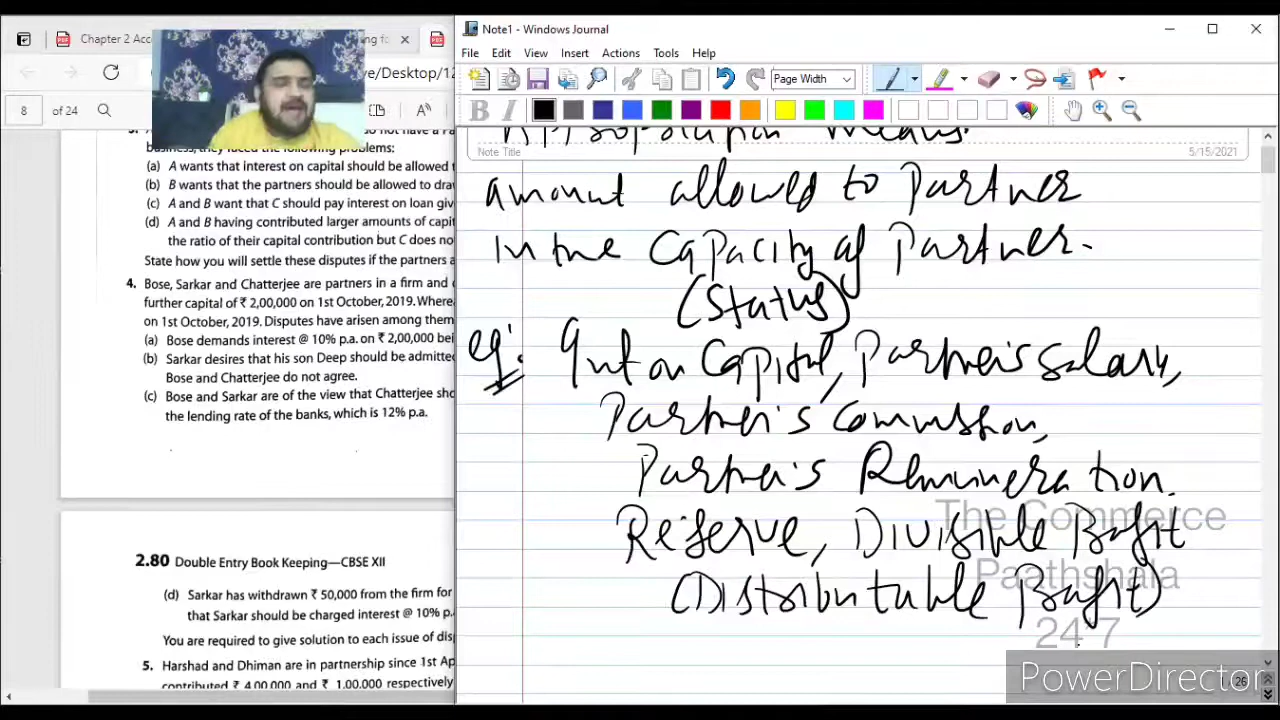 Note1 - Windows Journal
Chapter 2 Acc
ng for
File Edit View Insert Actions Tools Help
ve/Desktop/12
Page Width
8 of 24
B I
Note Title
5/15/2021
means.
amount allowed to Partner
in the Capacity of Partner.
(Status)
eg: Int on Capital, Partner's salary,
Partner's Commission,
Partner's Remuneration.
Reserve, Divisible Profit
(Distributable Profit)
The Commerce
Paathshala
24*7
PowerDirector
business, they faced the following problems:
(a) A wants that interest on capital should be allowed t
(b) B wants that the partners should be allowed to drav
(c) A and B want that C should pay interest on loan giv
(d) A and B having contributed larger amounts of capit
the ratio of their capital contribution but C does no
State how you will settle these disputes if the partners a
4. Bose, Sarkar and Chatterjee are partners in a firm and
further capital of ₹ 2,00,000 on 1st October, 2019. Wherea
on 1st October, 2019. Disputes have arisen among them
(a) Bose demands interest @ 10% p.a. on ₹ 2,00,000 bei
(b) Sarkar desires that his son Deep should be admitted
Bose and Chatterjee do not agree.
(c) Bose and Sarkar are of the view that Chatterjee sho
the lending rate of the banks, which is 12% p.a.
2.80 Double Entry Book Keeping—CBSE XII
(d) Sarkar has withdrawn ₹ 50,000 from the firm for
that Sarkar should be charged interest @ 10% p.
You are required to give solution to each issue of disp
5. Harshad and Dhiman are in partnership since 1st Ap
contributed ₹ 4,00,000 and ₹ 1,00,000 respectively